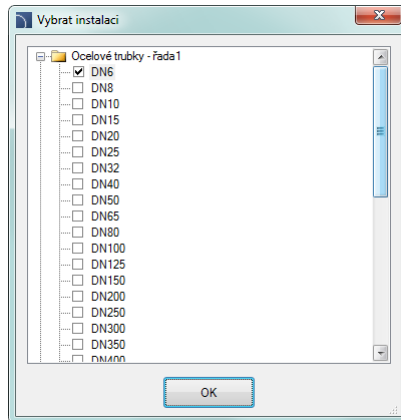 Vybrat instalaci
Ocelové trubky - řada1
DN6
DN8
DN10
DN15
DN20
DN25
DN32
DN40
DN50
DN65
DN80
DN100
DN125
DN150
DN200
DN250
DN300
DN350
DN400
OK